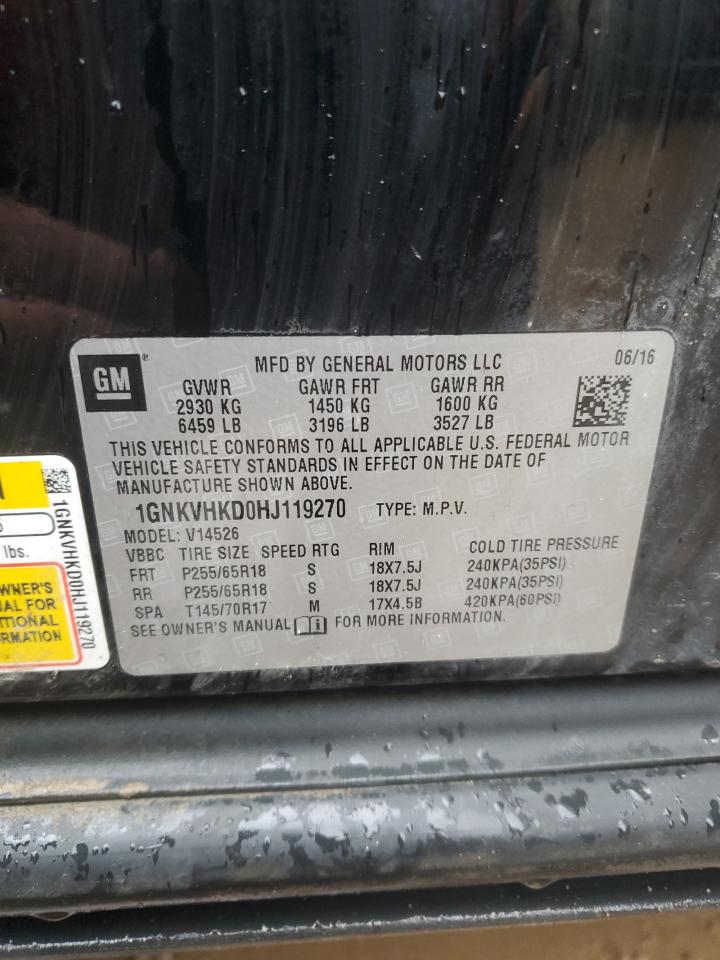 GM
MFD BY GENERAL MOTORS LLC 06/16
GVWR GAWR FRT GAWR RR
2930 KG 1450 KG 1600 KG
6459 LB 3196 LB 3527 LB
THIS VEHICLE CONFORMS TO ALL APPLICABLE U.S. FEDERAL MOTOR
VEHICLE SAFETY STANDARDS IN EFFECT ON THE DATE OF
MANUFACTURE SHOWN ABOVE.
1GNKVHKD0HJ119270 TYPE: M.P.V.
MODEL: V14526
VBBC TIRE SIZE SPEED RTG RIM COLD TIRE PRESSURE
FRT P255/65R18 S 18X7.5J 240KPA(35PSI)
RR P255/65R18 S 18X7.5J 240KPA(35PSI)
SPA T145/70R17 M 17X4.5B 420KPA(60PSI)
SEE OWNER'S MANUAL FOR MORE INFORMATION.
lbs.
OWNER'S
UAL FOR
ITIONAL
ORMATION
1GNKVHKD0HJ119270